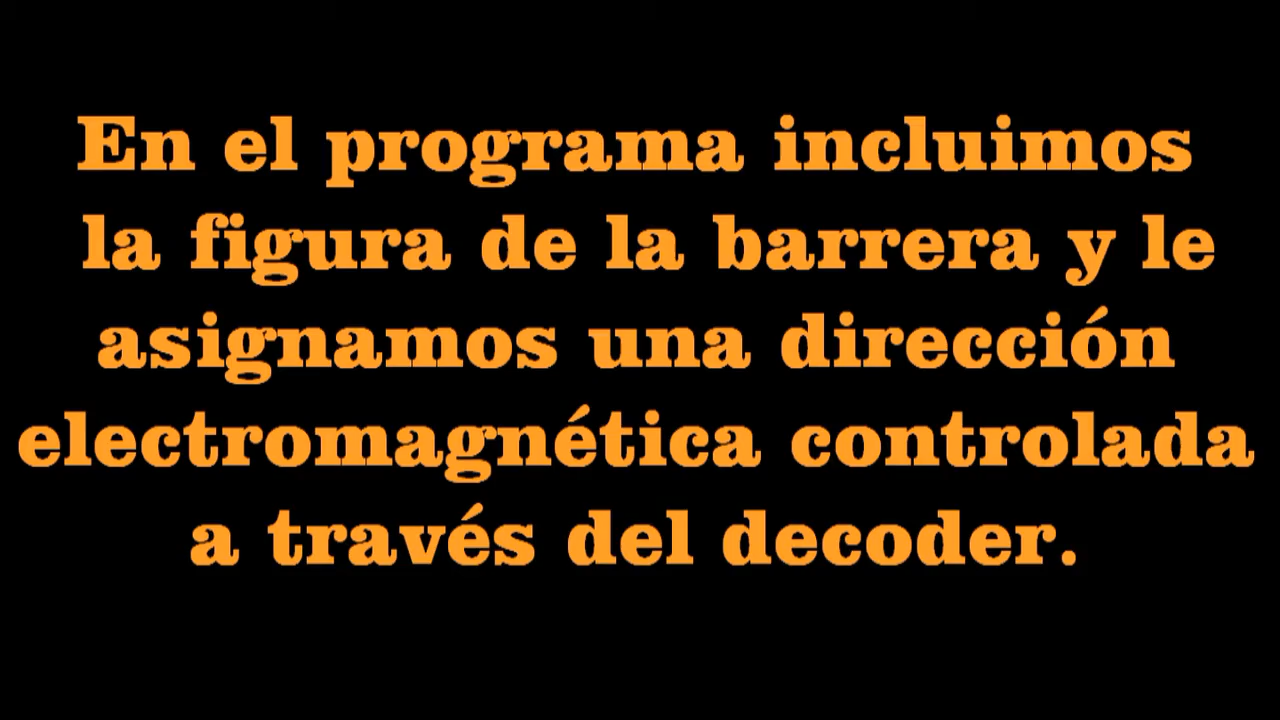 En el programa incluimos
la figura de la barrera y le
asignamos una dirección
electromagnética controlada
a través del decoder.